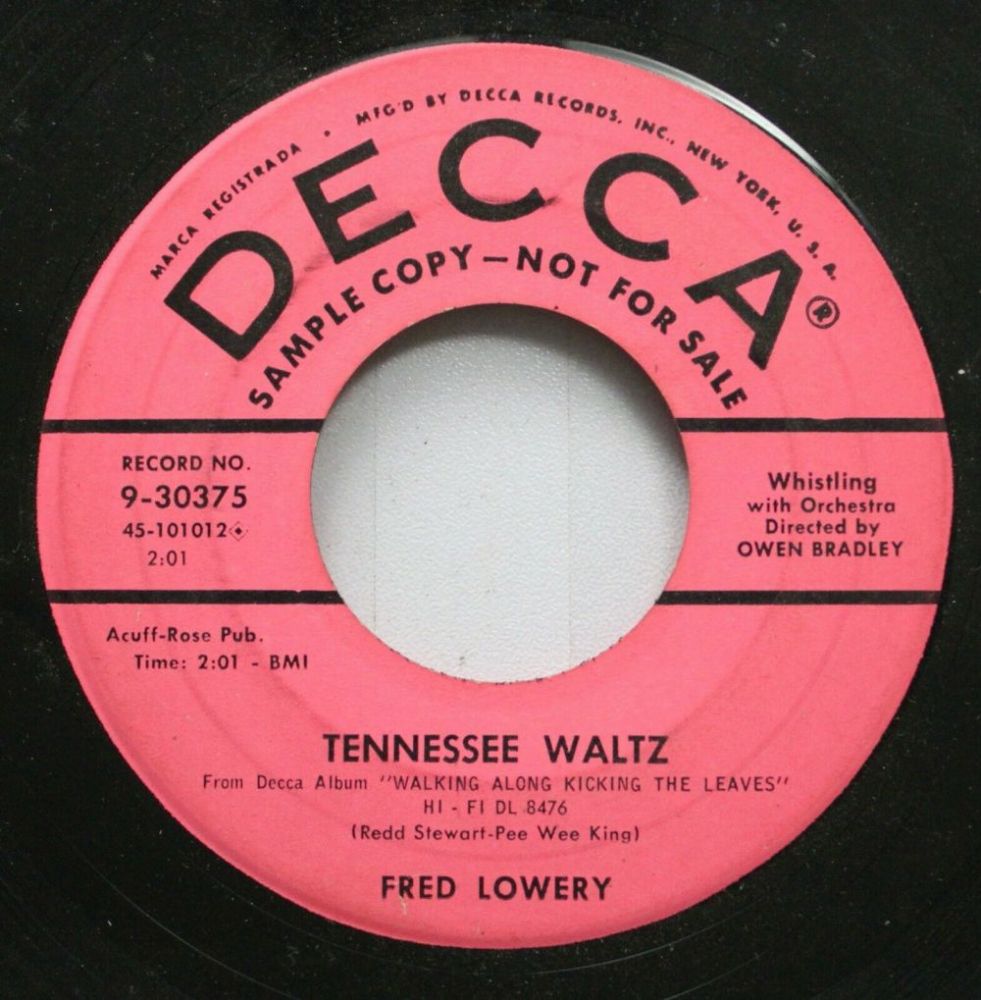 MARCA REGISTRADA • MFG'D BY DECCA RECORDS, INC., NEW YORK, U. S. A.
DECCA®
SAMPLE COPY—NOT FOR SALE
RECORD NO.
9-30375
45-101012
2:01
Whistling
with Orchestra
Directed by
OWEN BRADLEY
Acuff-Rose Pub.
Time: 2:01 - BMI
TENNESSEE WALTZ
From Decca Album "WALKING ALONG KICKING THE LEAVES"
HI - FI DL 8476
(Redd Stewart-Pee Wee King)
FRED LOWERY